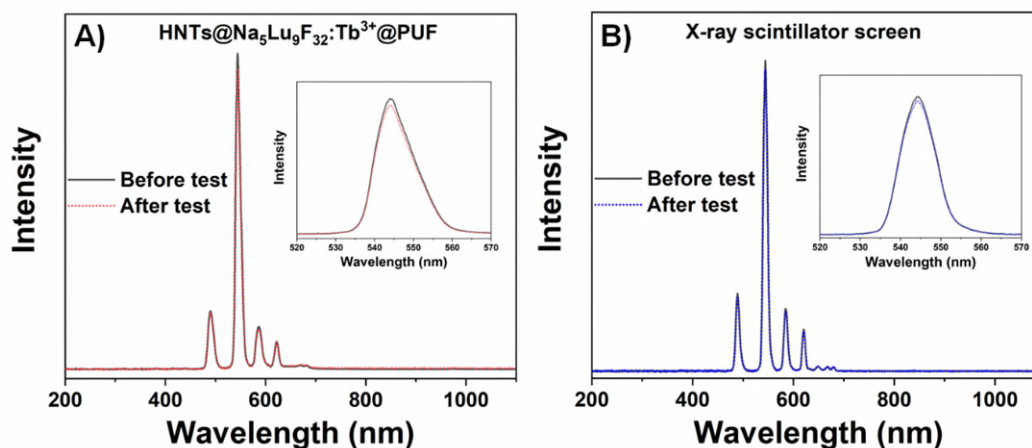 A)
HNTs@Na₅Lu₉F₃₂:Tb³⁺@PUF
Intensity
Before test
After test
Intensity
520 530 540 550 560 570
Wavelength (nm)
200 400 600 800 1000
Wavelength (nm)
B)
X-ray scintillator screen
Intensity
Before test
After test
Intensity
520 530 540 550 560 570
Wavelength (nm)
200 400 600 800 1000
Wavelength (nm)